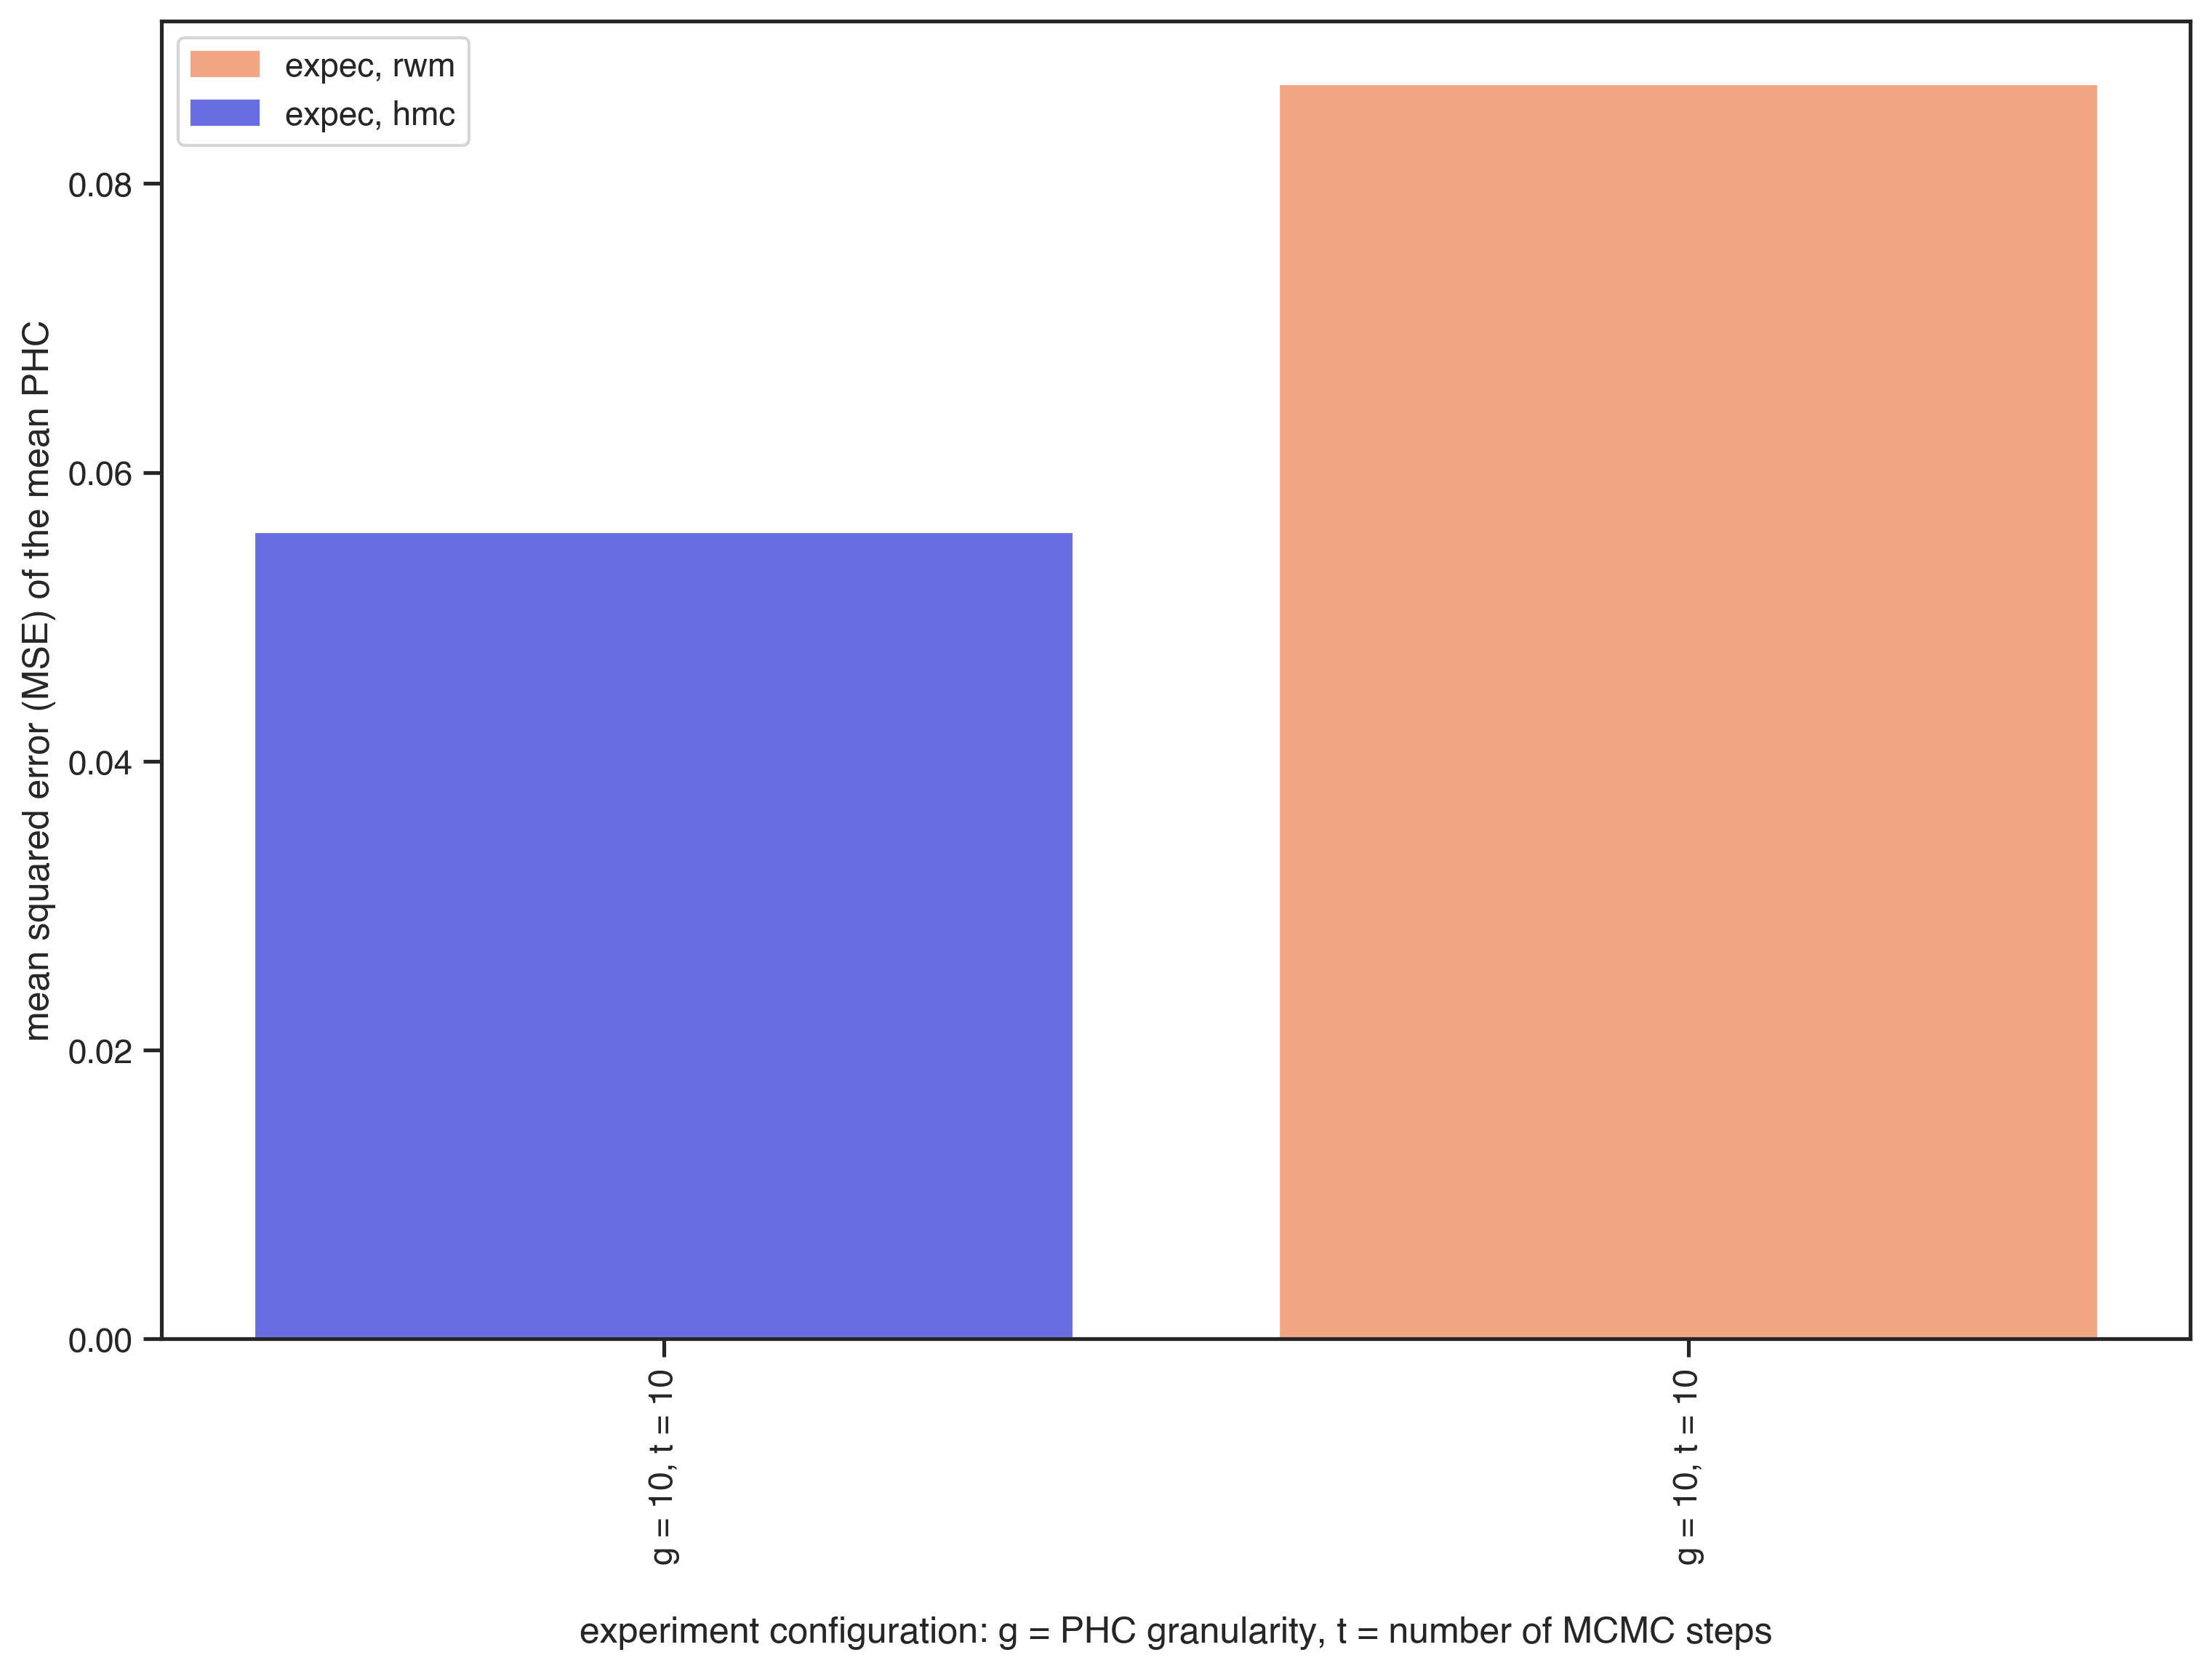 expec, rwm
expec, hmc
mean squared error (MSE) of the mean PHC
0.08
0.06
0.04
0.02
0.00
g = 10, t = 10
g = 10, t = 10
experiment configuration: g = PHC granularity, t = number of MCMC steps